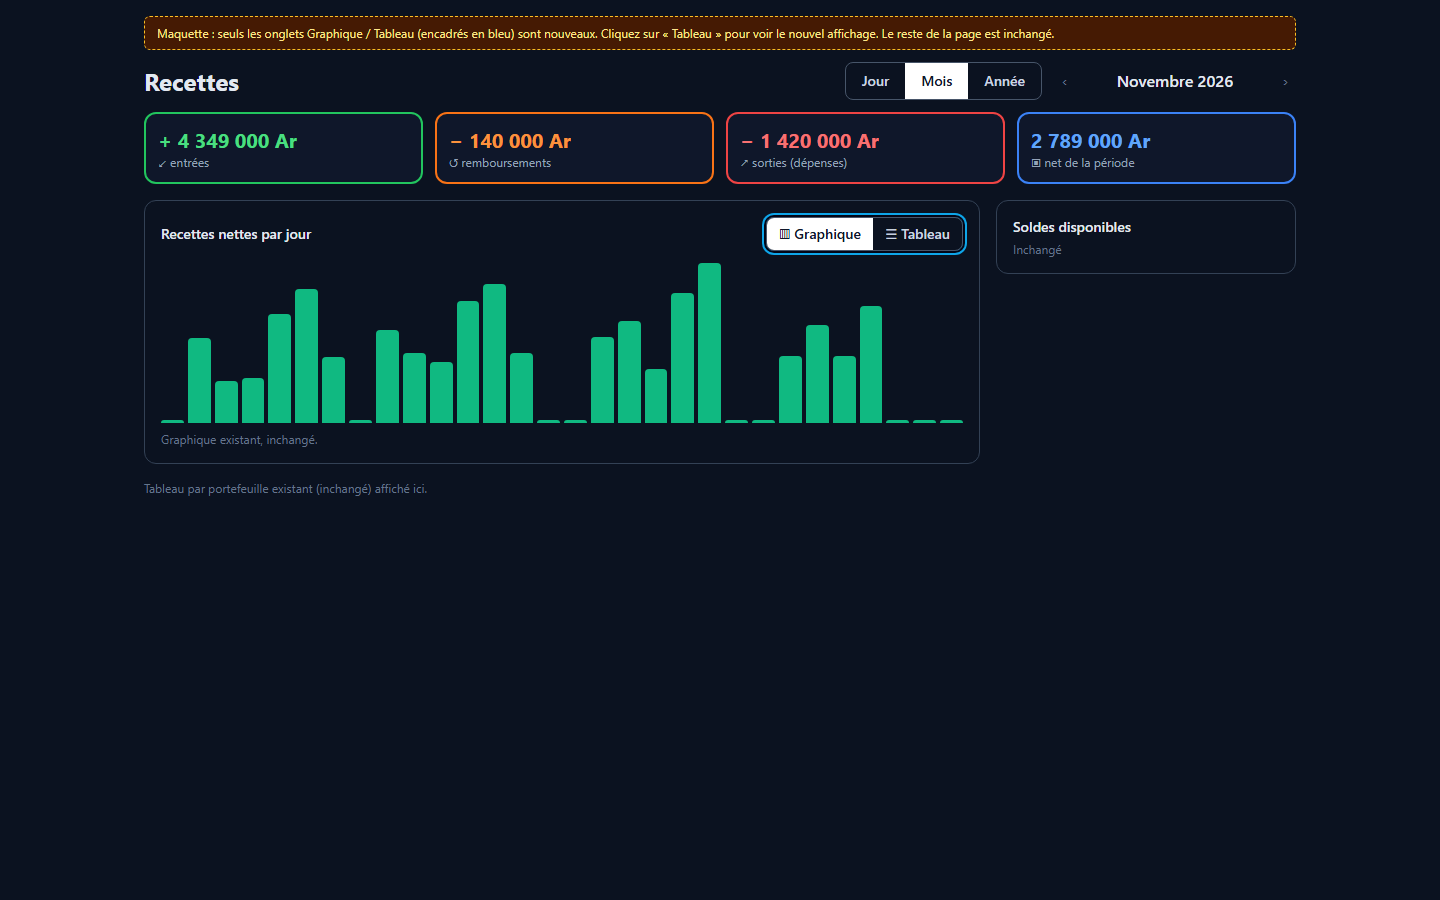 Maquette : seuls les onglets Graphique / Tableau (encadrés en bleu) sont nouveaux. Cliquez sur « Tableau » pour voir le nouvel affichage. Le reste de la page est inchangé.
Recettes
Jour Mois Année ‹ Novembre 2026 ›
+ 4 349 000 Ar
↙ entrées
− 140 000 Ar
↺ remboursements
− 1 420 000 Ar
↗ sorties (dépenses)
2 789 000 Ar
▣ net de la période
Recettes nettes par jour
▥ Graphique ☰ Tableau
Soldes disponibles
Inchangé
Graphique existant, inchangé.
Tableau par portefeuille existant (inchangé) affiché ici.